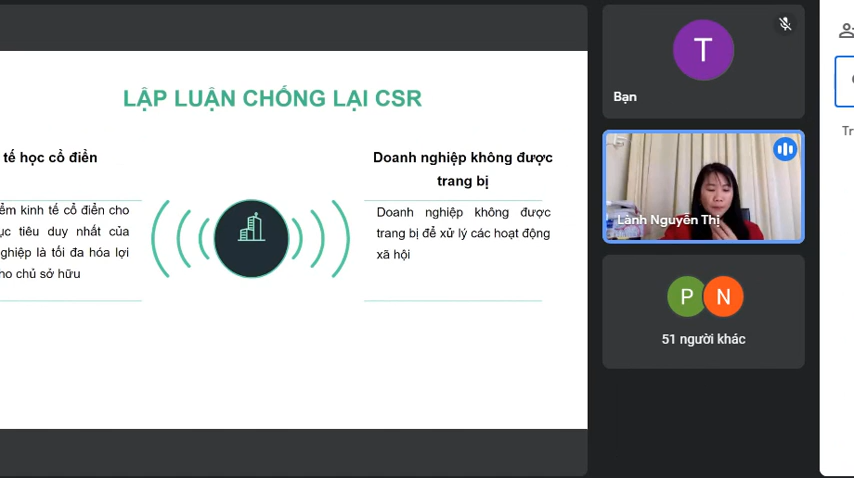 LẬP LUẬN CHỐNG LẠI CSR
tế học cổ điển
ểm kinh tế cổ điển cho
ục tiêu duy nhất của
ghiệp là tối đa hóa lợi
ho chủ sở hữu
Doanh nghiệp không được
trang bị
Doanh nghiệp không được
trang bị để xử lý các hoạt động
xã hội
T
Bạn
Lành Nguyễn Thị
P N
51 người khác
Tr